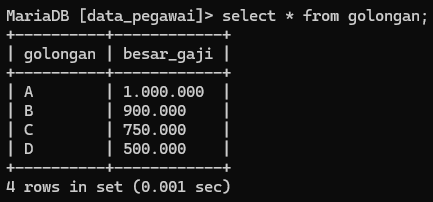 MariaDB [data_pegawai]> select * from golongan;
+----------+------------+
| golongan | besar_gaji |
+----------+------------+
| A        | 1.000.000  |
| B        | 900.000    |
| C        | 750.000    |
| D        | 500.000    |
+----------+------------+
4 rows in set (0.001 sec)